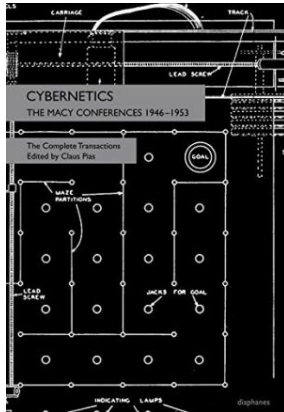 CARRIAGE
TRACK
LEAD SCREW
CYBERNETICS
THE MACY CONFERENCES 1946–1953
The Complete Transactions
Edited by Claus Pias
GOAL
MAZE
PARTITIONS
LEAD
SCREW
JACKS FOR GOAL
INDICATING LAMPS
diaphanes